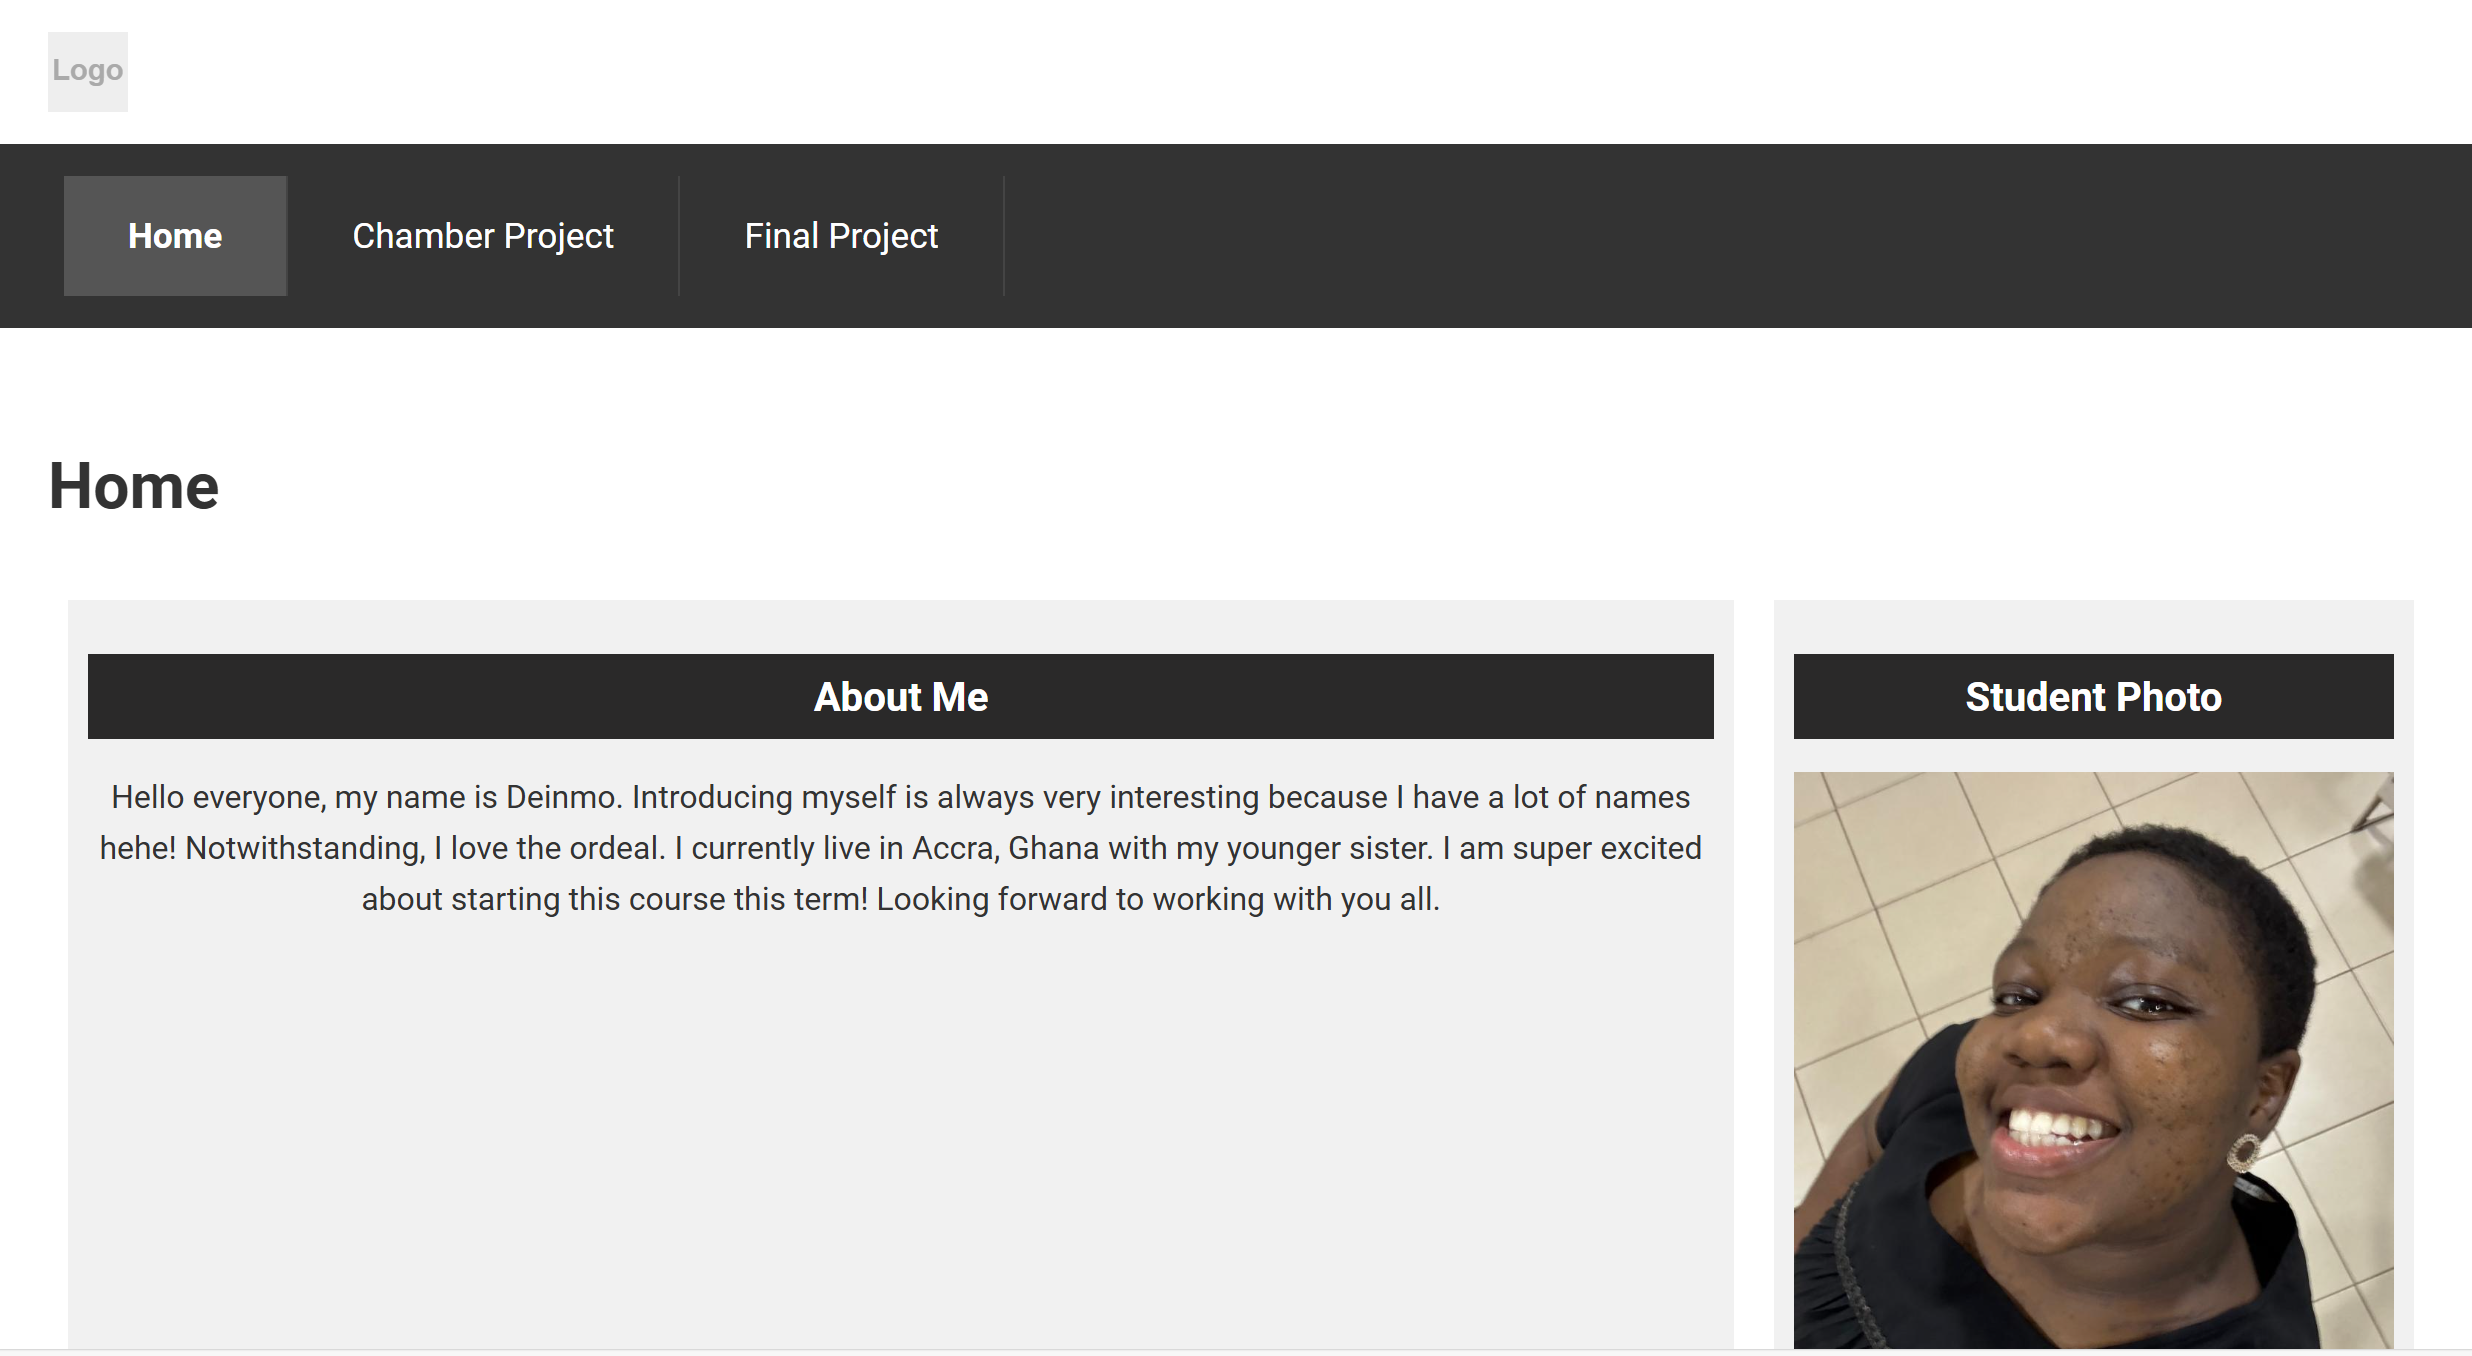 Logo
Home
Chamber Project
Final Project
Home
About Me
Hello everyone, my name is Deinmo. Introducing myself is always very interesting because I have a lot of names
hehe! Notwithstanding, I love the ordeal. I currently live in Accra, Ghana with my younger sister. I am super excited
about starting this course this term! Looking forward to working with you all.
Student Photo